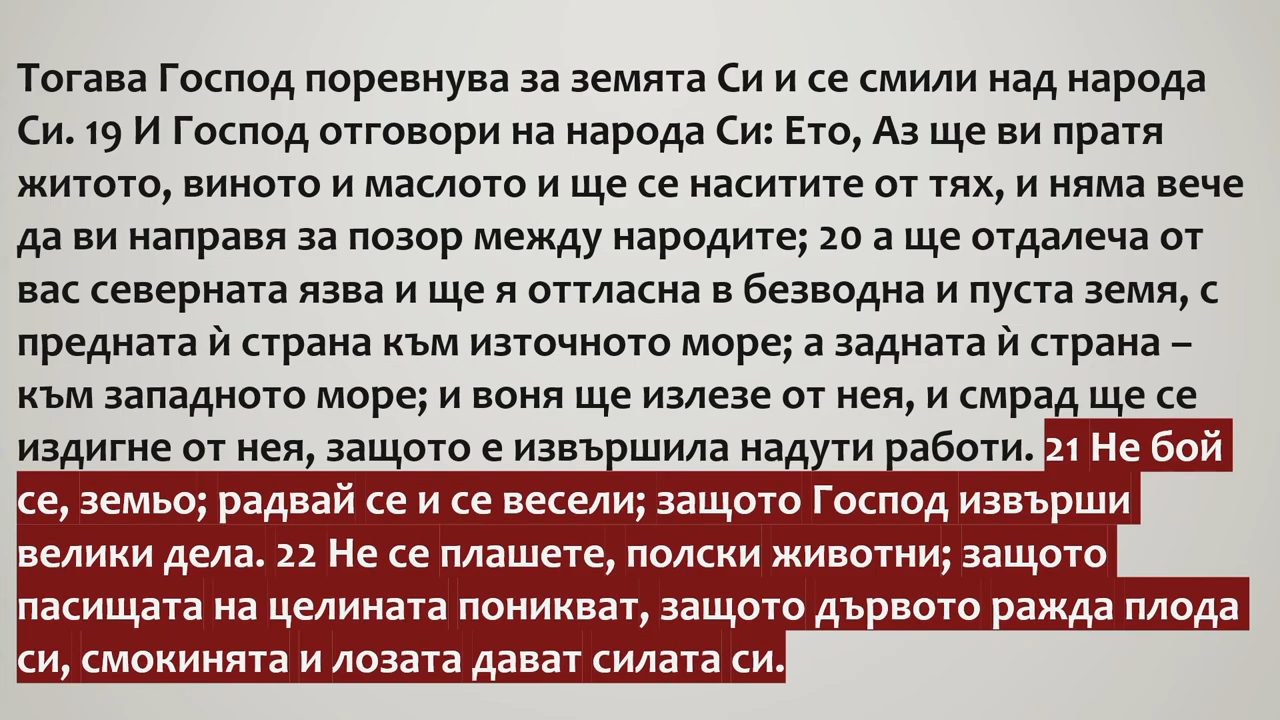 Тогава Господ поревнува за земята Си и се смили над народа
Си. 19 И Господ отговори на народа Си: Ето, Аз ще ви пратя
житото, виното и маслото и ще се наситите от тях, и няма вече
да ви направя за позор между народите; 20 а ще отдалеча от
вас северната язва и ще я оттласна в безводна и пуста земя, с
предната ѝ страна към източното море; а задната ѝ страна –
към западното море; и воня ще излезе от нея, и смрад ще се
издигне от нея, защото е извършила надути работи. 21 Не бой
се, земьо; радвай се и се весели; защото Господ извърши
велики дела. 22 Не се плашете, полски животни; защото
пасищата на целината поникват, защото дървото ражда плода
си, смокинята и лозата дават силата си.